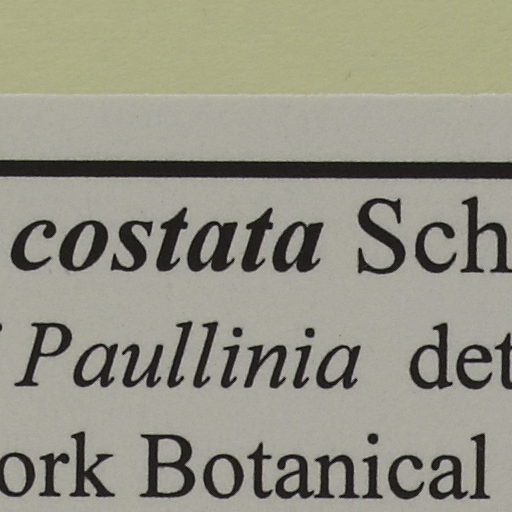 costata Sch
Paullinia det
ork Botanical